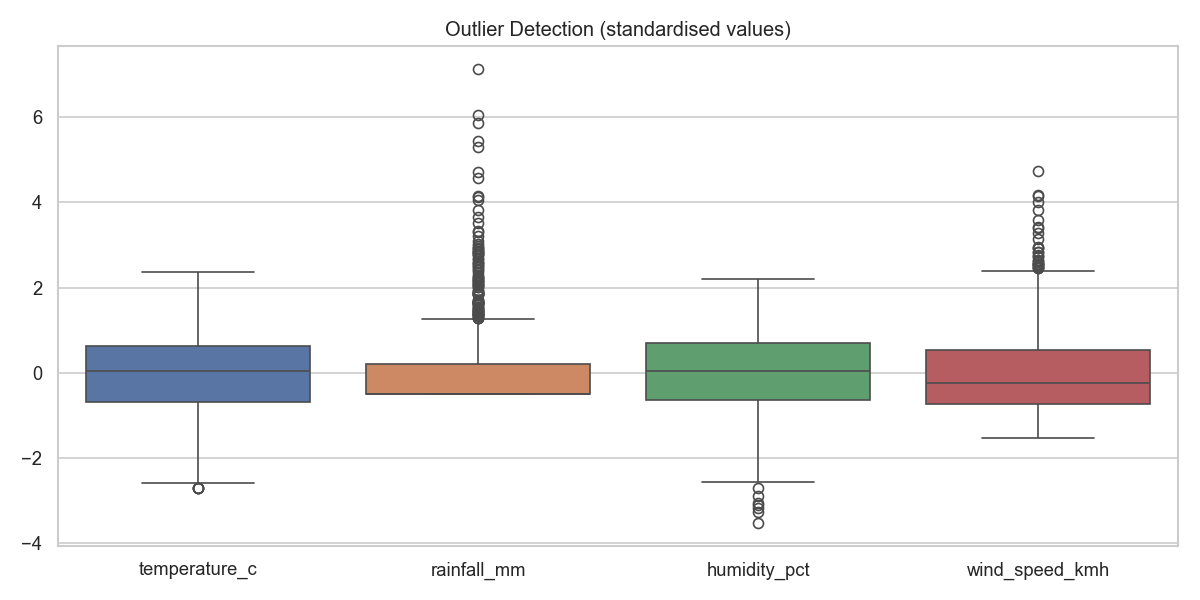 Outlier Detection (standardised values)
6
4
2
0
−2
−4
temperature_c
rainfall_mm
humidity_pct
wind_speed_kmh